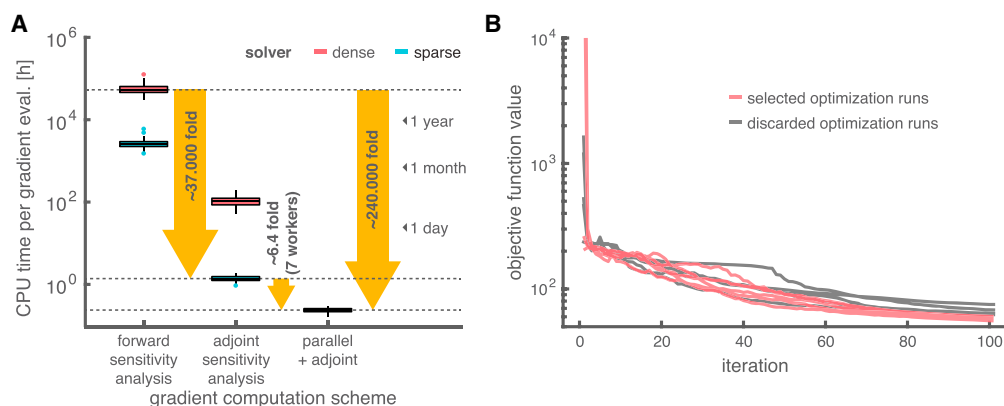 A
CPU time per gradient eval. [h]
10^6
10^4
10^2
10^0
solver
dense
sparse
~37.000 fold
~6.4 fold
(7 workers)
~240.000 fold
1 year
1 month
1 day
forward
sensitivity
analysis
adjoint
sensitivity
analysis
parallel
+ adjoint
gradient computation scheme
B
objective function value
10^4
10^3
10^2
selected optimization runs
discarded optimization runs
0
20
40
60
80
100
iteration